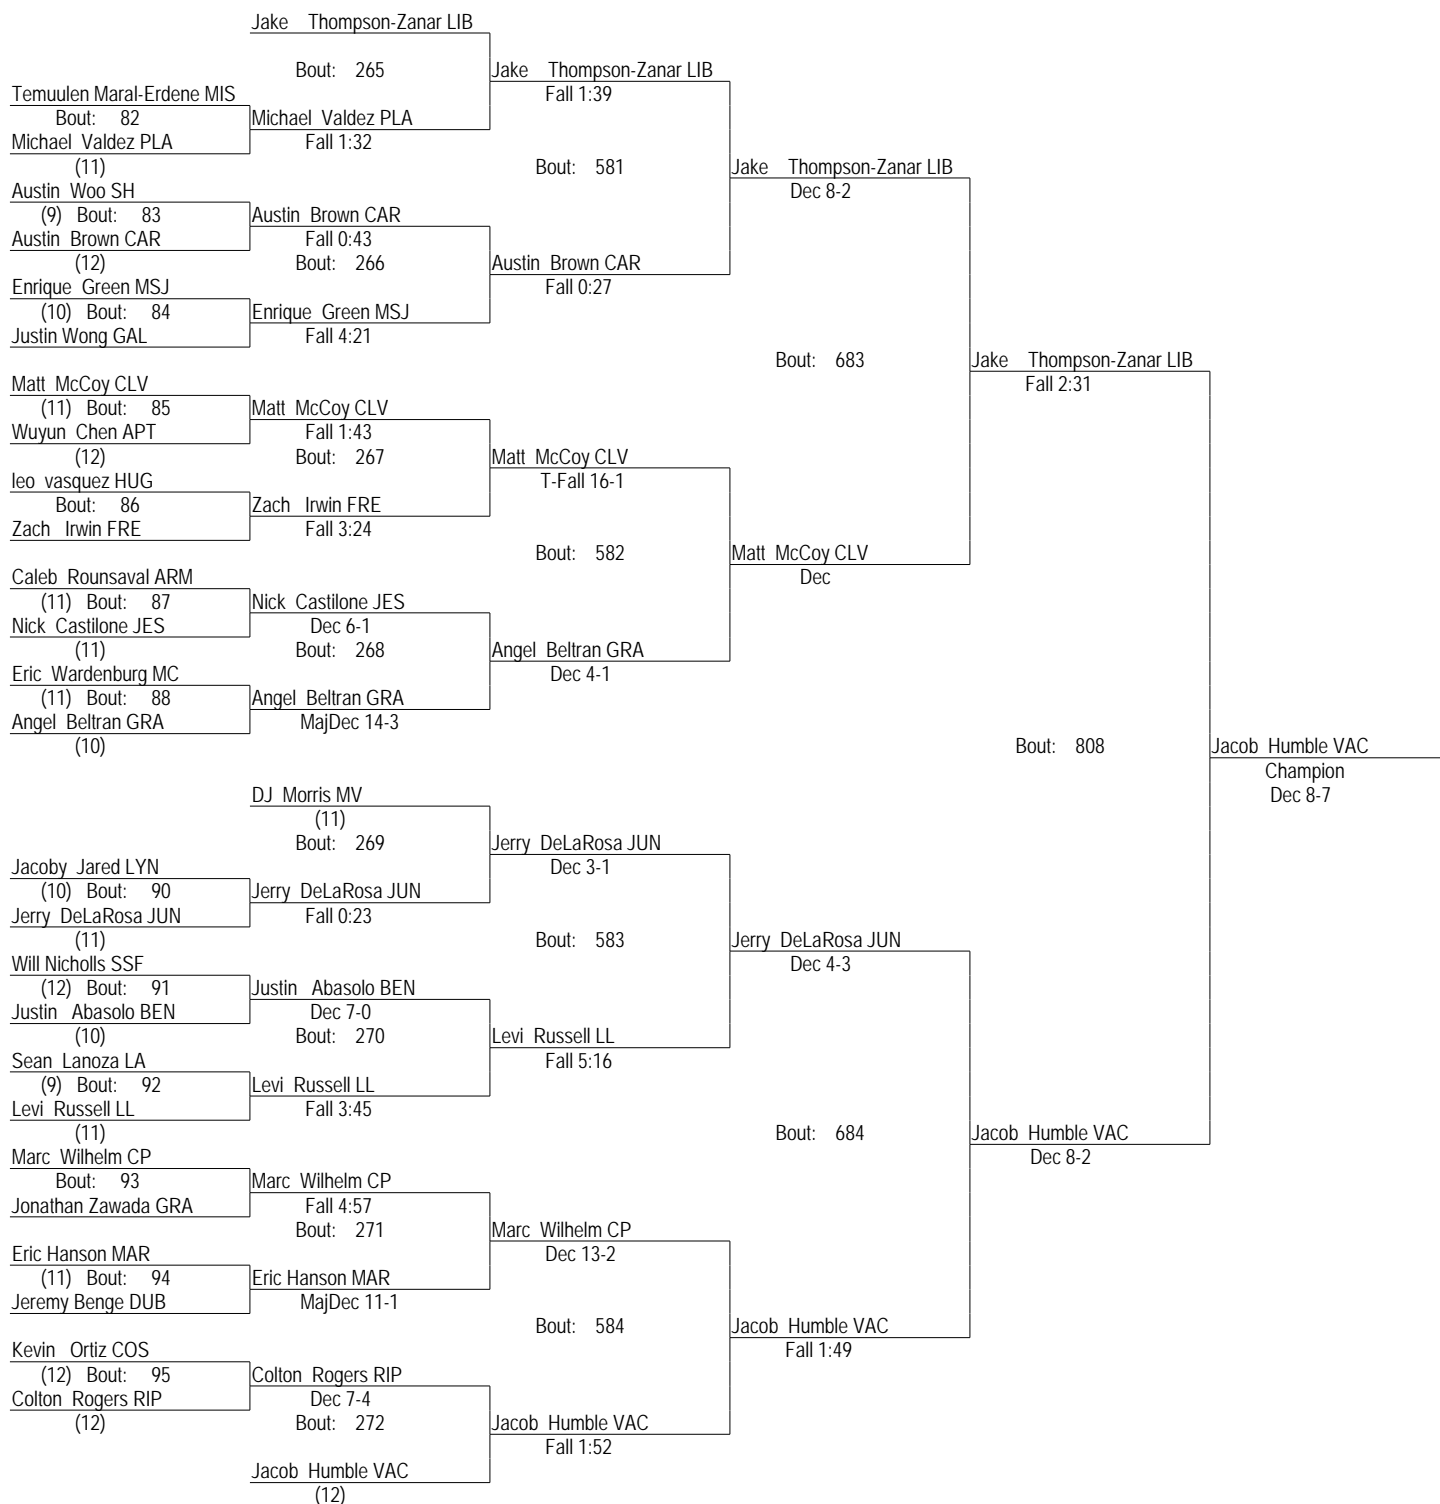 Jake Thompson-Zanar LIB
Bout: 265
Jake Thompson-Zanar LIB
Fall 1:39
Temuulen Maral-Erdene MIS
Bout: 82
Michael Valdez PLA
Michael Valdez PLA
Fall 1:32
(11)
Bout: 581
Jake Thompson-Zanar LIB
Dec 8-2
Austin Woo SH
(9) Bout: 83
Austin Brown CAR
Austin Brown CAR
Fall 0:43
(12)
Bout: 266
Austin Brown CAR
Fall 0:27
Enrique Green MSJ
(10) Bout: 84
Enrique Green MSJ
Justin Wong GAL
Fall 4:21
Bout: 683
Jake Thompson-Zanar LIB
Fall 2:31
Matt McCoy CLV
(11) Bout: 85
Matt McCoy CLV
Wuyun Chen APT
Fall 1:43
(12)
Bout: 267
Matt McCoy CLV
T-Fall 16-1
leo vasquez HUG
Bout: 86
Zach Irwin FRE
Zach Irwin FRE
Fall 3:24
Bout: 582
Matt McCoy CLV
Dec
Caleb Rounsaval ARM
(11) Bout: 87
Nick Castilone JES
Nick Castilone JES
Dec 6-1
(11)
Bout: 268
Angel Beltran GRA
Dec 4-1
Eric Wardenburg MC
(11) Bout: 88
Angel Beltran GRA
Angel Beltran GRA
MajDec 14-3
(10)
Bout: 808
Jacob Humble VAC
Champion
Dec 8-7
DJ Morris MV
(11)
Bout: 269
Jerry DeLaRosa JUN
Dec 3-1
Jacoby Jared LYN
(10) Bout: 90
Jerry DeLaRosa JUN
Jerry DeLaRosa JUN
Fall 0:23
(11)
Bout: 583
Jerry DeLaRosa JUN
Dec 4-3
Will Nicholls SSF
(12) Bout: 91
Justin Abasolo BEN
Justin Abasolo BEN
Dec 7-0
(10)
Bout: 270
Levi Russell LL
Fall 5:16
Sean Lanoza LA
(9) Bout: 92
Levi Russell LL
Levi Russell LL
Fall 3:45
(11)
Bout: 684
Jacob Humble VAC
Dec 8-2
Marc Wilhelm CP
Bout: 93
Marc Wilhelm CP
Jonathan Zawada GRA
Fall 4:57
Bout: 271
Marc Wilhelm CP
Dec 13-2
Eric Hanson MAR
(11) Bout: 94
Eric Hanson MAR
Jeremy Benge DUB
MajDec 11-1
Bout: 584
Jacob Humble VAC
Fall 1:49
Kevin Ortiz COS
(12) Bout: 95
Colton Rogers RIP
Colton Rogers RIP
Dec 7-4
(12)
Bout: 272
Jacob Humble VAC
Fall 1:52
Jacob Humble VAC
(12)